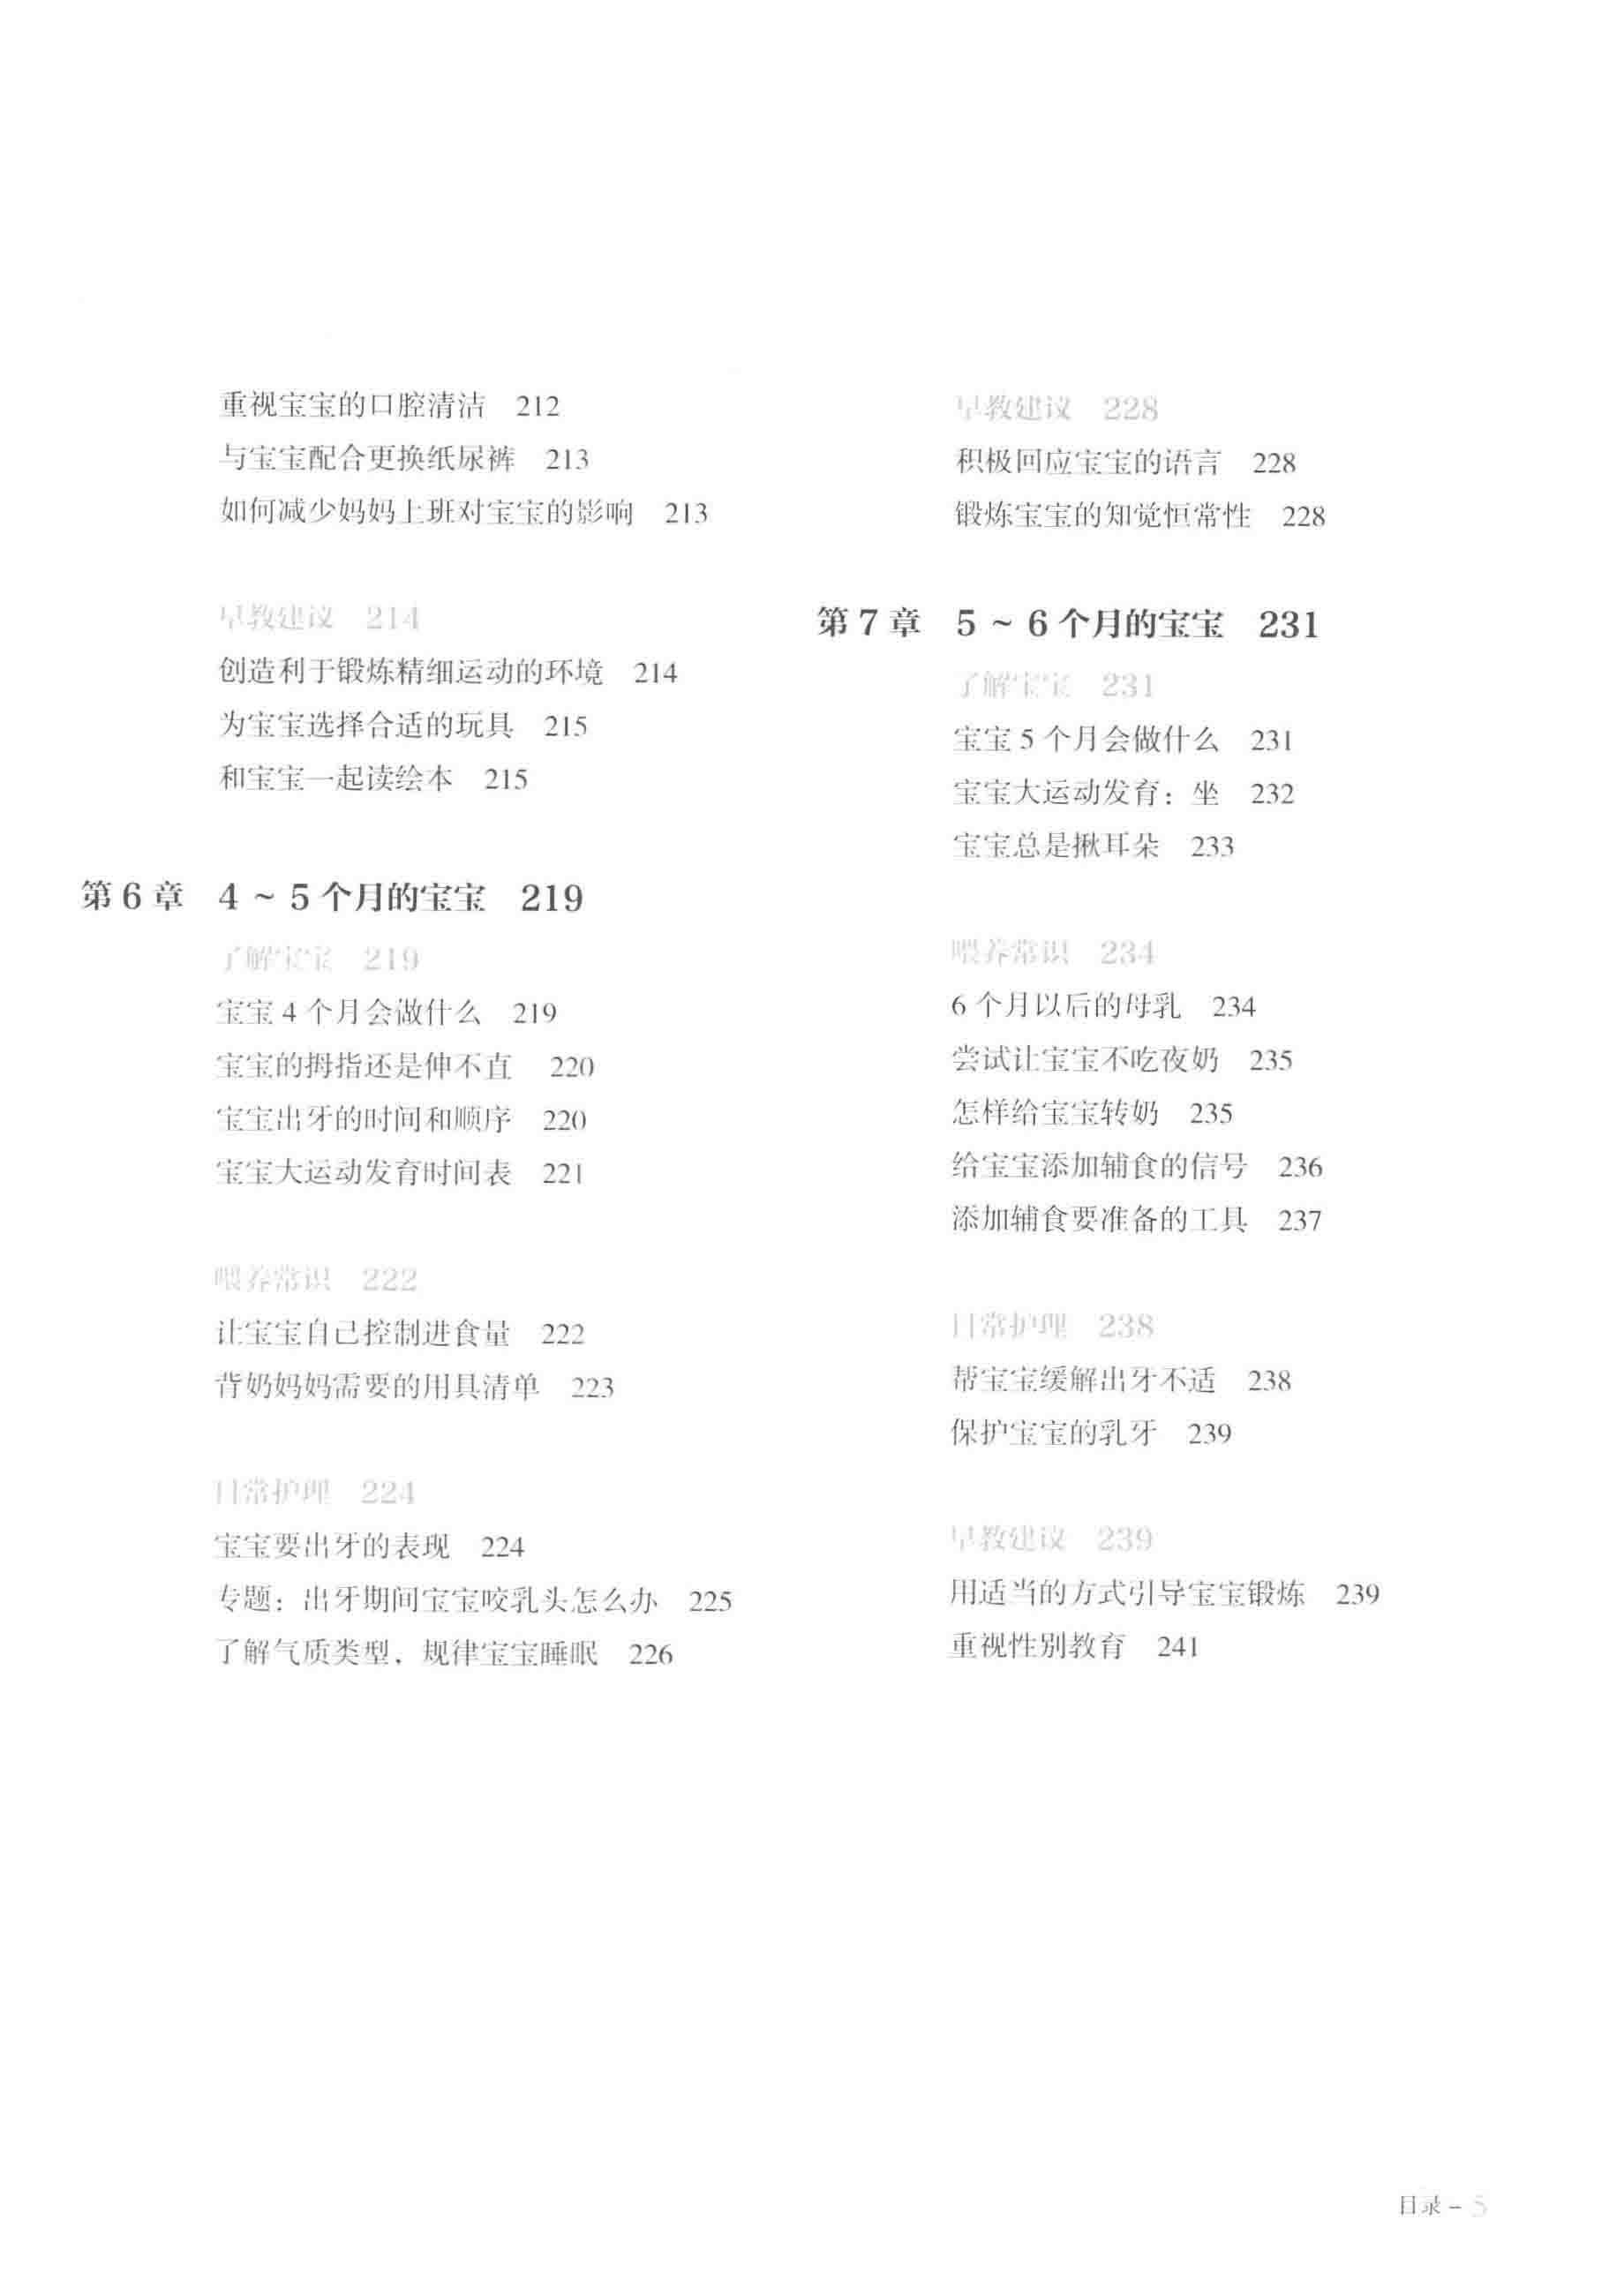 重视宝宝的口腔清洁 212
与宝宝配合更换纸尿裤 213
如何减少妈妈上班对宝宝的影响 213
早教建议 214
创造利于锻炼精细运动的环境 214
为宝宝选择合适的玩具 215
和宝宝一起读绘本 215
第6章 4～5个月的宝宝 219
了解宝宝 219
宝宝4个月会做什么 219
宝宝的拇指还是伸不直 220
宝宝出牙的时间和顺序 220
宝宝大运动发育时间表 221
喂养常识 222
让宝宝自己控制进食量 222
背奶妈妈需要的用具清单 223
日常护理 224
宝宝要出牙的表现 224
专题：出牙期间宝宝咬乳头怎么办 225
了解气质类型，规律宝宝睡眠 226
早教建议 228
积极回应宝宝的语言 228
锻炼宝宝的知觉恒常性 228
第7章 5～6个月的宝宝 231
了解宝宝 231
宝宝5个月会做什么 231
宝宝大运动发育：坐 232
宝宝总是揪耳朵 233
喂养常识 234
6个月以后的母乳 234
尝试让宝宝不吃夜奶 235
怎样给宝宝转奶 235
给宝宝添加辅食的信号 236
添加辅食要准备的工具 237
日常护理 238
帮宝宝缓解出牙不适 238
保护宝宝的乳牙 239
早教建议 239
用适当的方式引导宝宝锻炼 239
重视性别教育 241
目录 – 5